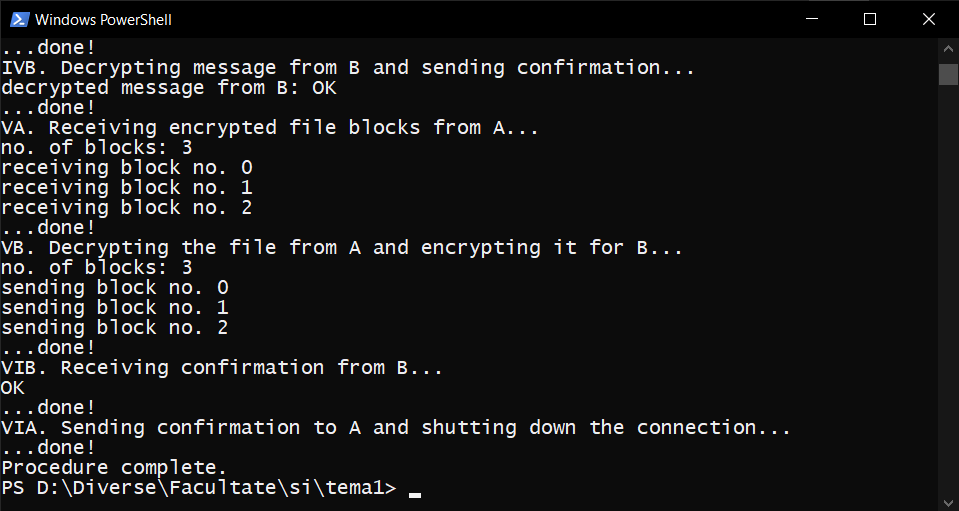 Windows PowerShell
...done!
IVB. Decrypting message from B and sending confirmation...
decrypted message from B: OK
...done!
VA. Receiving encrypted file blocks from A...
no. of blocks: 3
receiving block no. 0
receiving block no. 1
receiving block no. 2
...done!
VB. Decrypting the file from A and encrypting it for B...
no. of blocks: 3
sending block no. 0
sending block no. 1
sending block no. 2
...done!
VIB. Receiving confirmation from B...
OK
...done!
VIA. Sending confirmation to A and shutting down the connection...
...done!
Procedure complete.
PS D:\Diverse\Facultate\si\tema1>